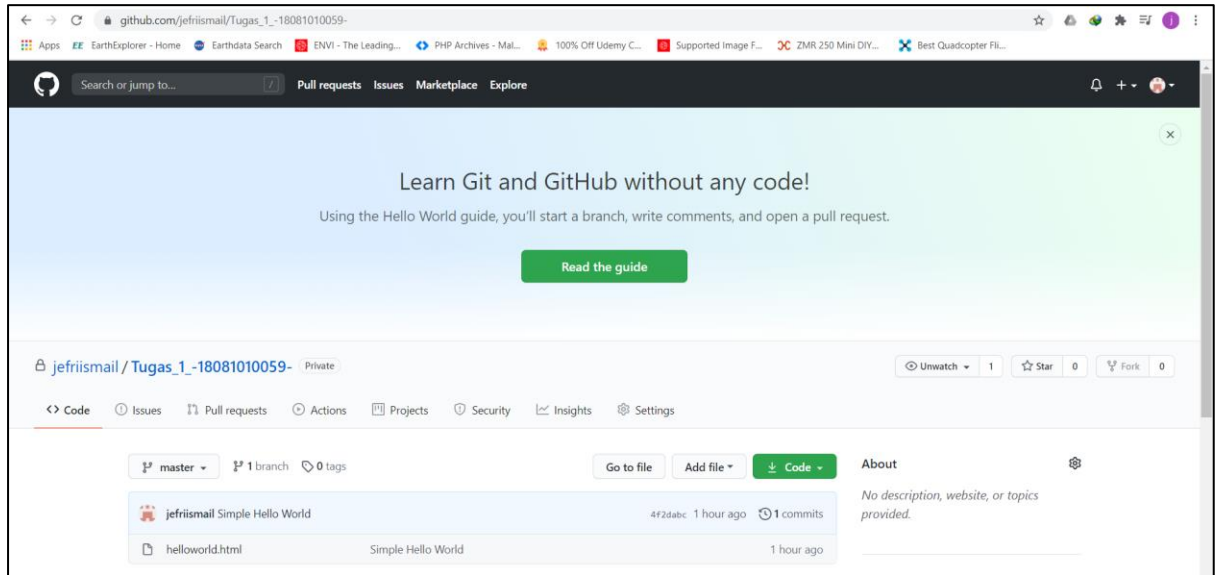 github.com/jefriismail/Tugas_1_-18081010059-
Apps EE EarthExplorer - Home Earthdata Search ENVI - The Leading... PHP Archives - Mal... 100% Off Udemy C... Supported Image F... ZMR 250 Mini DIY... Best Quadcopter Fli...
Search or jump to... / Pull requests Issues Marketplace Explore
Learn Git and GitHub without any code!
Using the Hello World guide, you'll start a branch, write comments, and open a pull request.
Read the guide
jefriismail / Tugas_1_-18081010059- Private Unwatch 1 Star 0 Fork 0
Code Issues Pull requests Actions Projects Security Insights Settings
master 1 branch 0 tags Go to file Add file Code About
No description, website, or topics provided.
jefriismail Simple Hello World 4f2dabc 1 hour ago 1 commits
helloworld.html Simple Hello World 1 hour ago